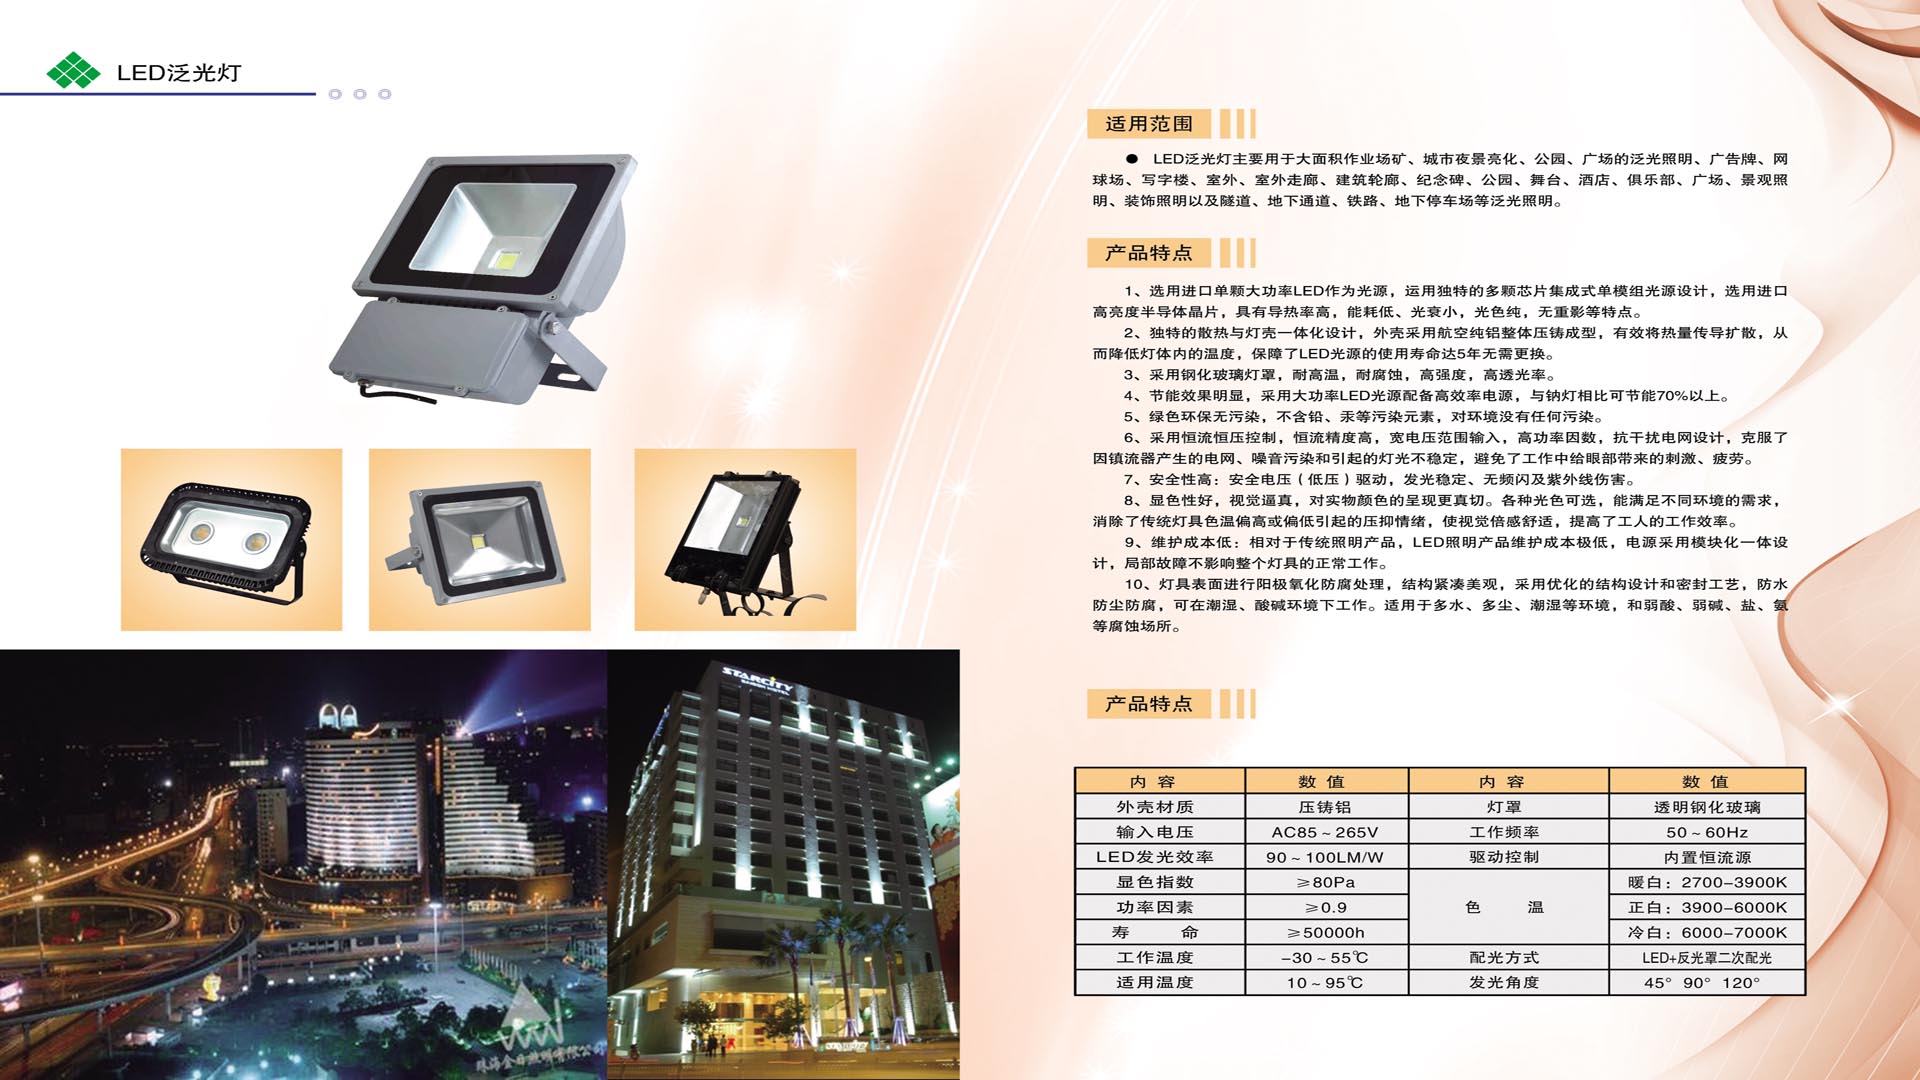 LED泛光灯
适用范围
● LED泛光灯主要用于大面积作业场矿、城市夜景亮化、公园、广场的泛光照明、广告牌、网
球场、写字楼、室外、室外走廊、建筑轮廓、纪念碑、公园、舞台、酒店、俱乐部、广场、景观照
明、装饰照明以及隧道、地下通道、铁路、地下停车场等泛光照明。
产品特点
1、选用进口单颗大功率LED作为光源，运用独特的多颗芯片集成式单模组光源设计，选用进口
高亮度半导体晶片，具有导热率高，能耗低、光衰小，光色纯，无重影等特点。
2、独特的散热与灯壳一体化设计，外壳采用航空纯铝整体压铸成型，有效将热量传导扩散，从
而降低灯体内的温度，保障了LED光源的使用寿命达5年无需更换。
3、采用钢化玻璃灯罩，耐高温，耐腐蚀，高强度，高透光率。
4、节能效果明显，采用大功率LED光源配备高效率电源，与钠灯相比可节能70%以上。
5、绿色环保无污染，不含铅、汞等污染元素，对环境没有任何污染。
6、采用恒流恒压控制，恒流精度高，宽电压范围输入，高功率因数，抗干扰电网设计，克服了
因镇流器产生的电网、噪音污染和引起的灯光不稳定，避免了工作中给眼部带来的刺激、疲劳。
7、安全性高：安全电压（低压）驱动，发光稳定、无频闪及紫外线伤害。
8、显色性好，视觉逼真，对实物颜色的呈现更真切。各种光色可选，能满足不同环境的需求，
消除了传统灯具色温偏高或偏低引起的压抑情绪，使视觉倍感舒适，提高了工人的工作效率。
9、维护成本低：相对于传统照明产品，LED照明产品维护成本极低，电源采用模块化一体设
计，局部故障不影响整个灯具的正常工作。
10、灯具表面进行阳极氧化防腐处理，结构紧凑美观，采用优化的结构设计和密封工艺，防水
防尘防腐，可在潮湿、酸碱环境下工作。适用于多水、多尘、潮湿等环境，和弱酸、弱碱、盐、氨
等腐蚀场所。
产品特点
内 容 数 值 内 容 数 值
外壳材质 压铸铝 灯罩 透明钢化玻璃
输入电压 AC85～265V 工作频率 50～60Hz
LED发光效率 90～100LM/W 驱动控制 内置恒流源
显色指数 ≥80Pa 暖白：2700-3900K
功率因素 ≥0.9 色 温 正白：3900-6000K
寿 命 ≥50000h 冷白：6000-7000K
工作温度 -30～55℃ 配光方式 LED+反光罩二次配光
适用温度 10～95℃ 发光角度 45° 90° 120°
STARCITY
SAIGON HOTEL
STARCITY
珠海金日照明有限公司